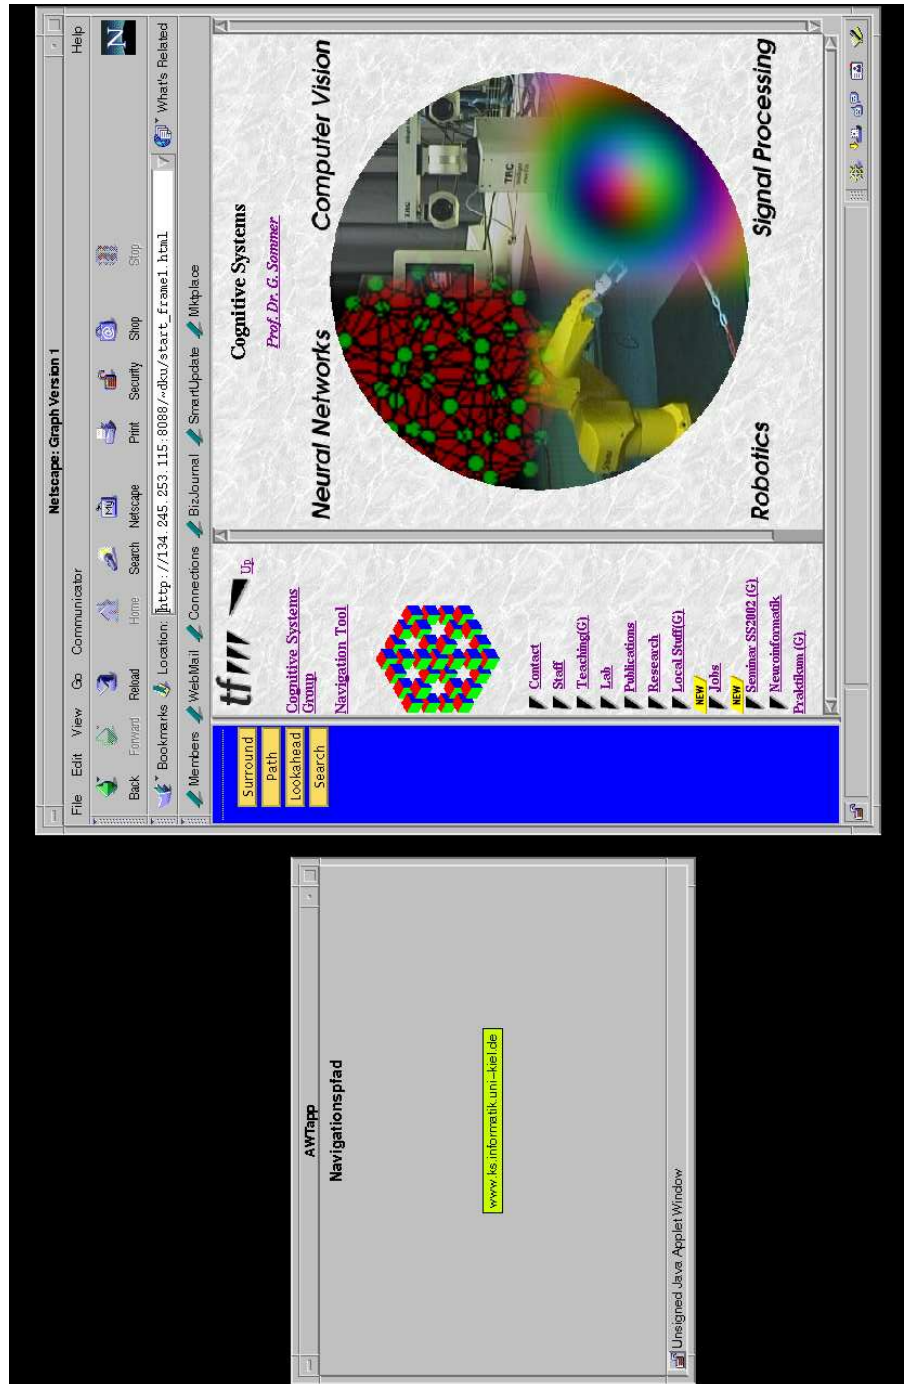 AWTapp
Navigationspfad
www.ks.informatik.uni-kiel.de
Unsigned Java Applet Window
Netscape: Graph Version 1
File Edit View Go Communicator Help
Back Forward Reload Home Search Netscape Print Security Shop Stop
My
N
Bookmarks Location: http://134.245.253.115:8088/~dku/start_frame1.html What's Related
Members WebMail Connections BizJournal SmartUpdate Mktplace
Surround
Path
Lookahead
Search
tf
Up
Cognitive Systems
Group
Navigation Tool
Contact
Staff
Teaching(G)
Lab
Publications
Research
Local Stuff(G)
NEW
Jobs
NEW
Seminar SS2002 (G)
Neuroinformatik
Praktikum (G)
Cognitive Systems
Prof. Dr. G. Sommer
Neural Networks Computer Vision
TRC
Robotics Signal Processing